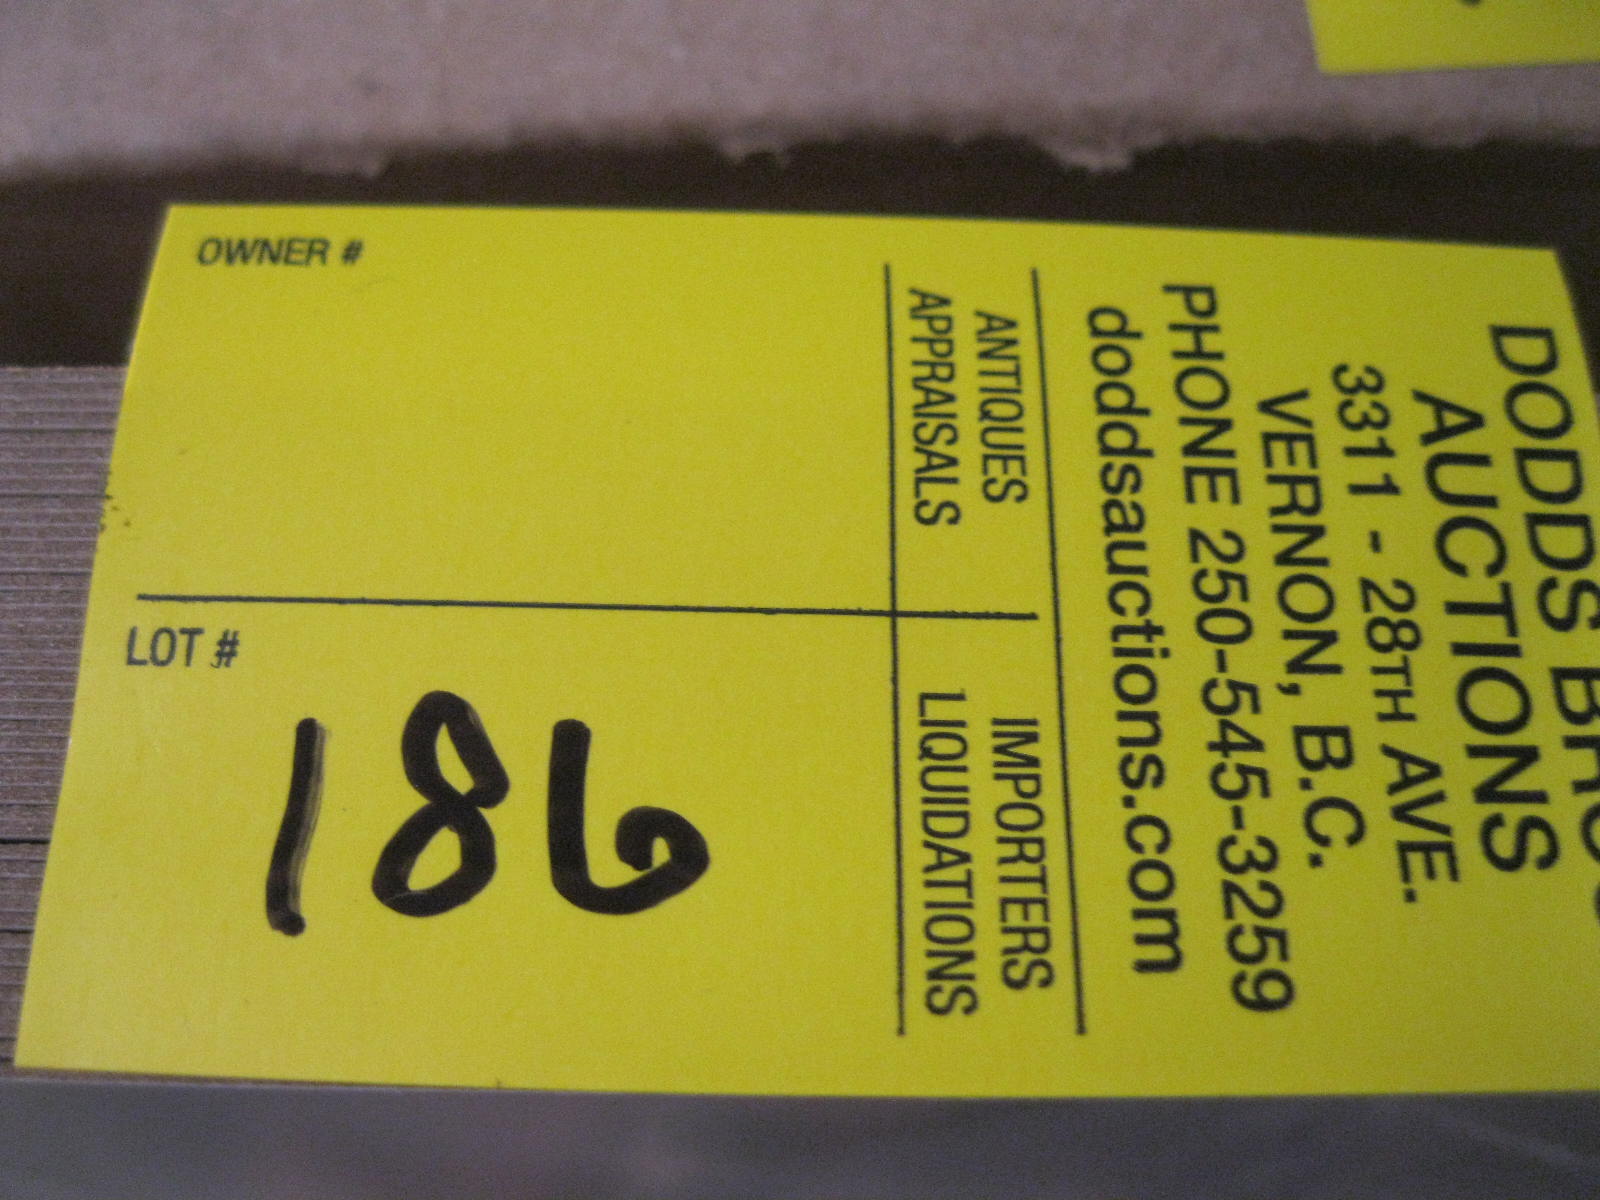 OWNER #
LOT #
186
ANTIQUES
APPRAISALS
IMPORTERS
LIQUIDATIONS
DODDS
AUCTIONS
3311 - 28TH AVE.
VERNON, B.C.
PHONE 250-545-3259
doddsauctions.com